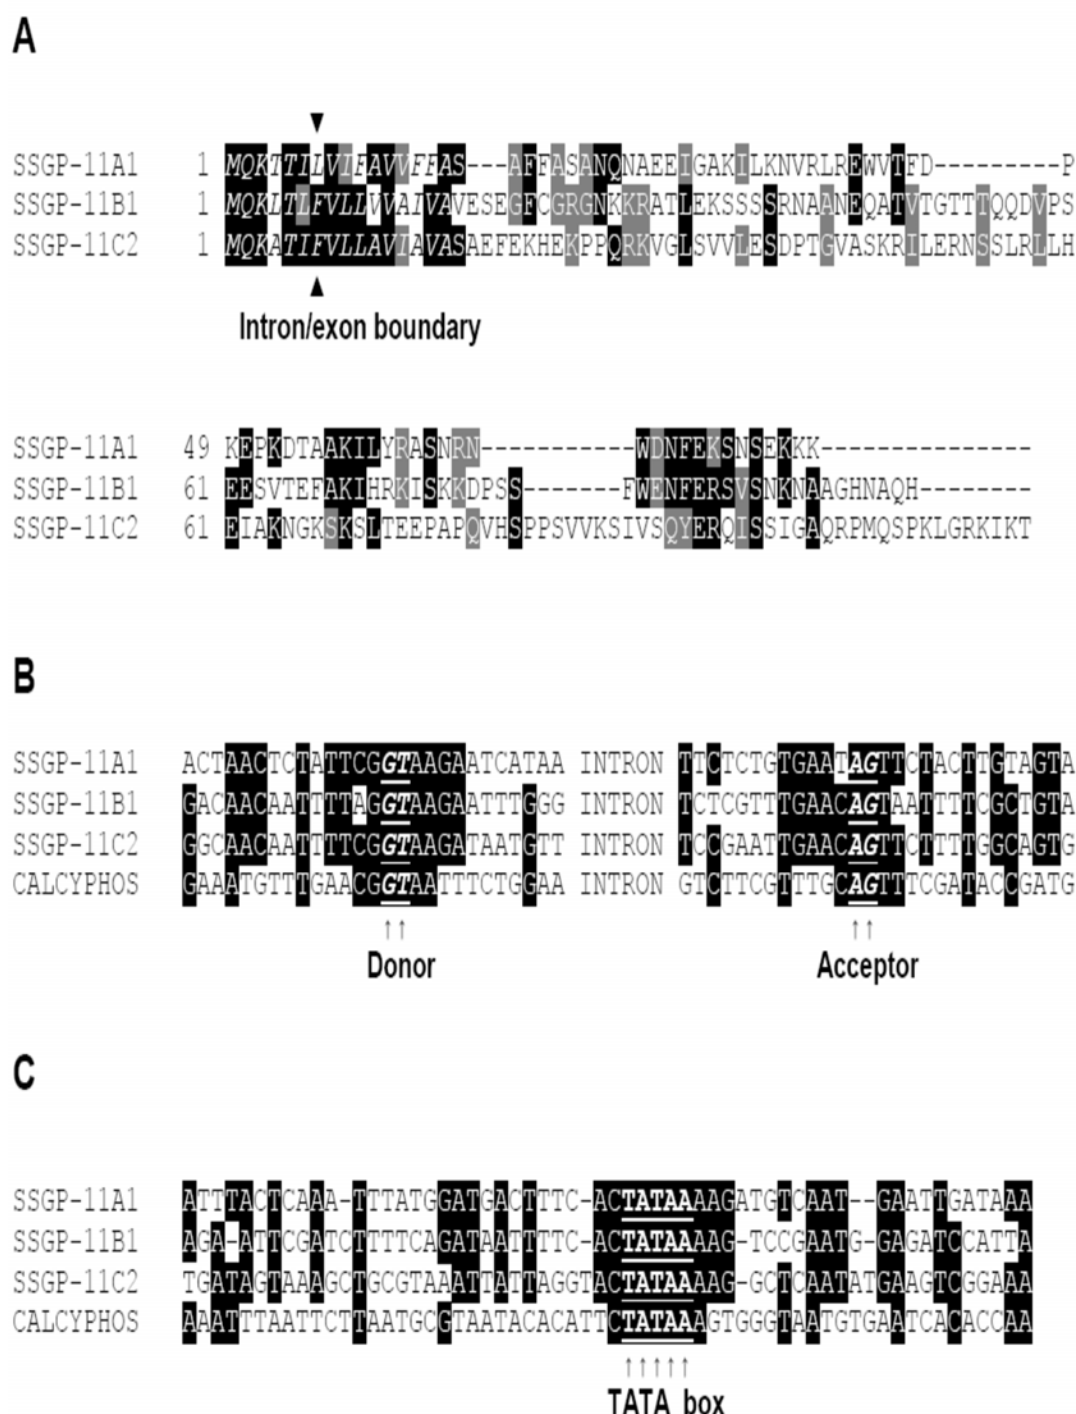 A
SSGP-11A1 1 MQKTTILVIFAVVFFAS---AFFASANQNAEEIGAKILKNVRLREWVTFD---------P
SSGP-11B1 1 MQKLTLFVLLVVAIVAVESEGFCGRGNKKRATLEKSSSSRNAANEQATVTGTTTQQDVPS
SSGP-11C2 1 MQKATIFVLLAVIAVASAEFEKHEKPPQRKVGLSVVLESDPTGVASKRILERNSSLRLLH
Intron/exon boundary
SSGP-11A1 49 KEPKDTAAKILYRASNRN-----------WDNFEKSNSEKKK---------------
SSGP-11B1 61 EESVTEFAKIHRKISKKDPSS-------FWENFERSVSNKNAAGHNAQH--------
SSGP-11C2 61 EIAKNGKSKSLTEEPAPQVHSPPSVVKSIVSQYERQISSIGAQRPMQSPKLGRKIKT
B
SSGP-11A1 ACTAACTCTATTCGGTAAGAATCATAA INTRON TTCTCTGTGAATAGTTCTACTTGTAGTA
SSGP-11B1 GACAACAATTTTAGGTAAGAATTTGGG INTRON TCTCGTTTGAACAGTAATTTTCGCTGTA
SSGP-11C2 GGCAACAATTTTCGGTAAGATAATGTT INTRON TCCGAATTGAACAGTTCTTTTGGCAGTG
CALCYPHOS GAAATGTTTGAACGGTAATTTCTGGAA INTRON GTCTTCGTTTGCAGTTTCGATACCGATG
↑↑ ↑↑
Donor Acceptor
C
SSGP-11A1 ATTTACTCAAA-TTTATGGATGACTTTC-ACTATAAAAGATGTCAAT--GAATTGATAAA
SSGP-11B1 AGA-ATTCGATCTTTTCAGATAATTTTC-ACTATAAAAG-TCCGAATG-GAGATCCATTA
SSGP-11C2 TGATAGTAAAGCTGCGTAAATTATTAGGTACTATAAAAG-GCTCAATATGAAGTCGGAAA
CALCYPHOS AAATTTAATTCTTAATGCGTAATACACATTCTATAAAGTGGGTAATGTGAATCACACCAA
↑↑↑↑↑
TATA box